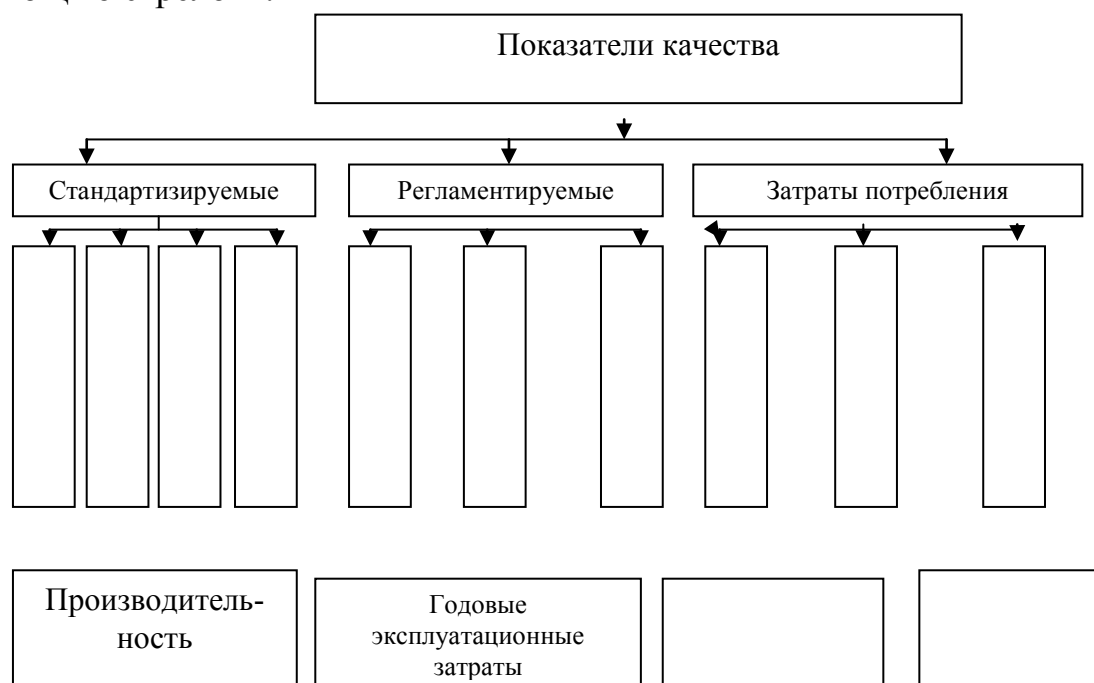 Показатели качества
Стандартизируемые
Регламентируемые
Затраты потребления
Производитель-
ность
Годовые
эксплуатационные
затраты